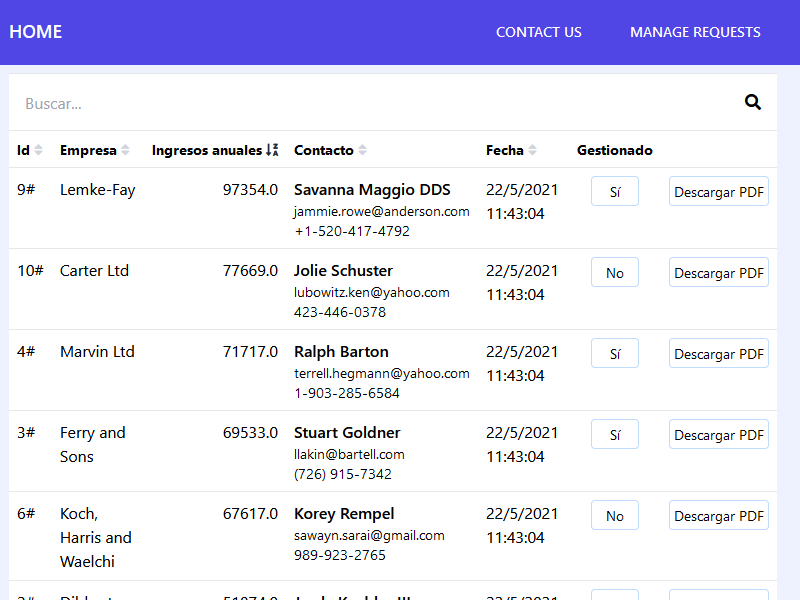 HOME CONTACT US MANAGE REQUESTS
Buscar...
Id Empresa Ingresos anuales Contacto Fecha Gestionado
9# Lemke-Fay 97354.0 Savanna Maggio DDS 22/5/2021 Sí Descargar PDF
jammie.rowe@anderson.com 11:43:04
+1-520-417-4792
10# Carter Ltd 77669.0 Jolie Schuster 22/5/2021 No Descargar PDF
lubowitz.ken@yahoo.com 11:43:04
423-446-0378
4# Marvin Ltd 71717.0 Ralph Barton 22/5/2021 Sí Descargar PDF
terrell.hegmann@yahoo.com 11:43:04
1-903-285-6584
3# Ferry and 69533.0 Stuart Goldner 22/5/2021 Sí Descargar PDF
Sons llakin@bartell.com 11:43:04
(726) 915-7342
6# Koch, 67617.0 Korey Rempel 22/5/2021 No Descargar PDF
Harris and sawayn.sarai@gmail.com 11:43:04
Waelchi 989-923-2765